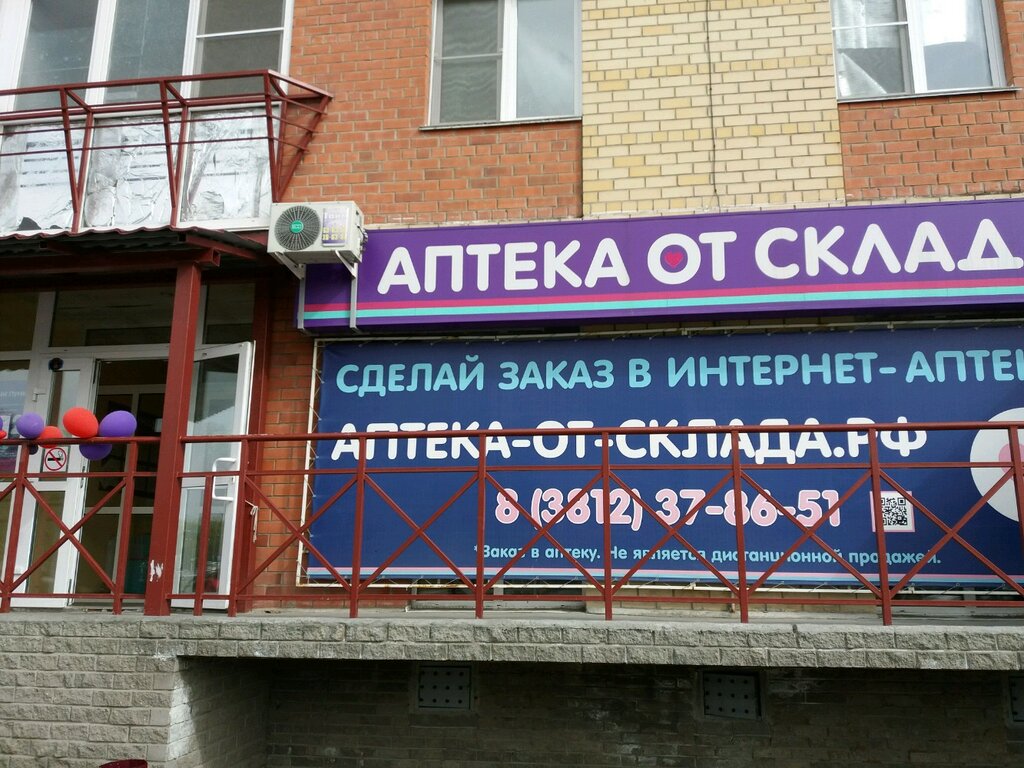 АПТЕКА ОТ СКЛАД
СДЕЛАЙ ЗАКАЗ В ИНТЕРНЕТ- АПТЕ
АПТЕКА-ОТ-СКЛАДА.РФ
8 (3812) 37-86-51
*Заказ в аптеку. Не является дистанционной продажей.